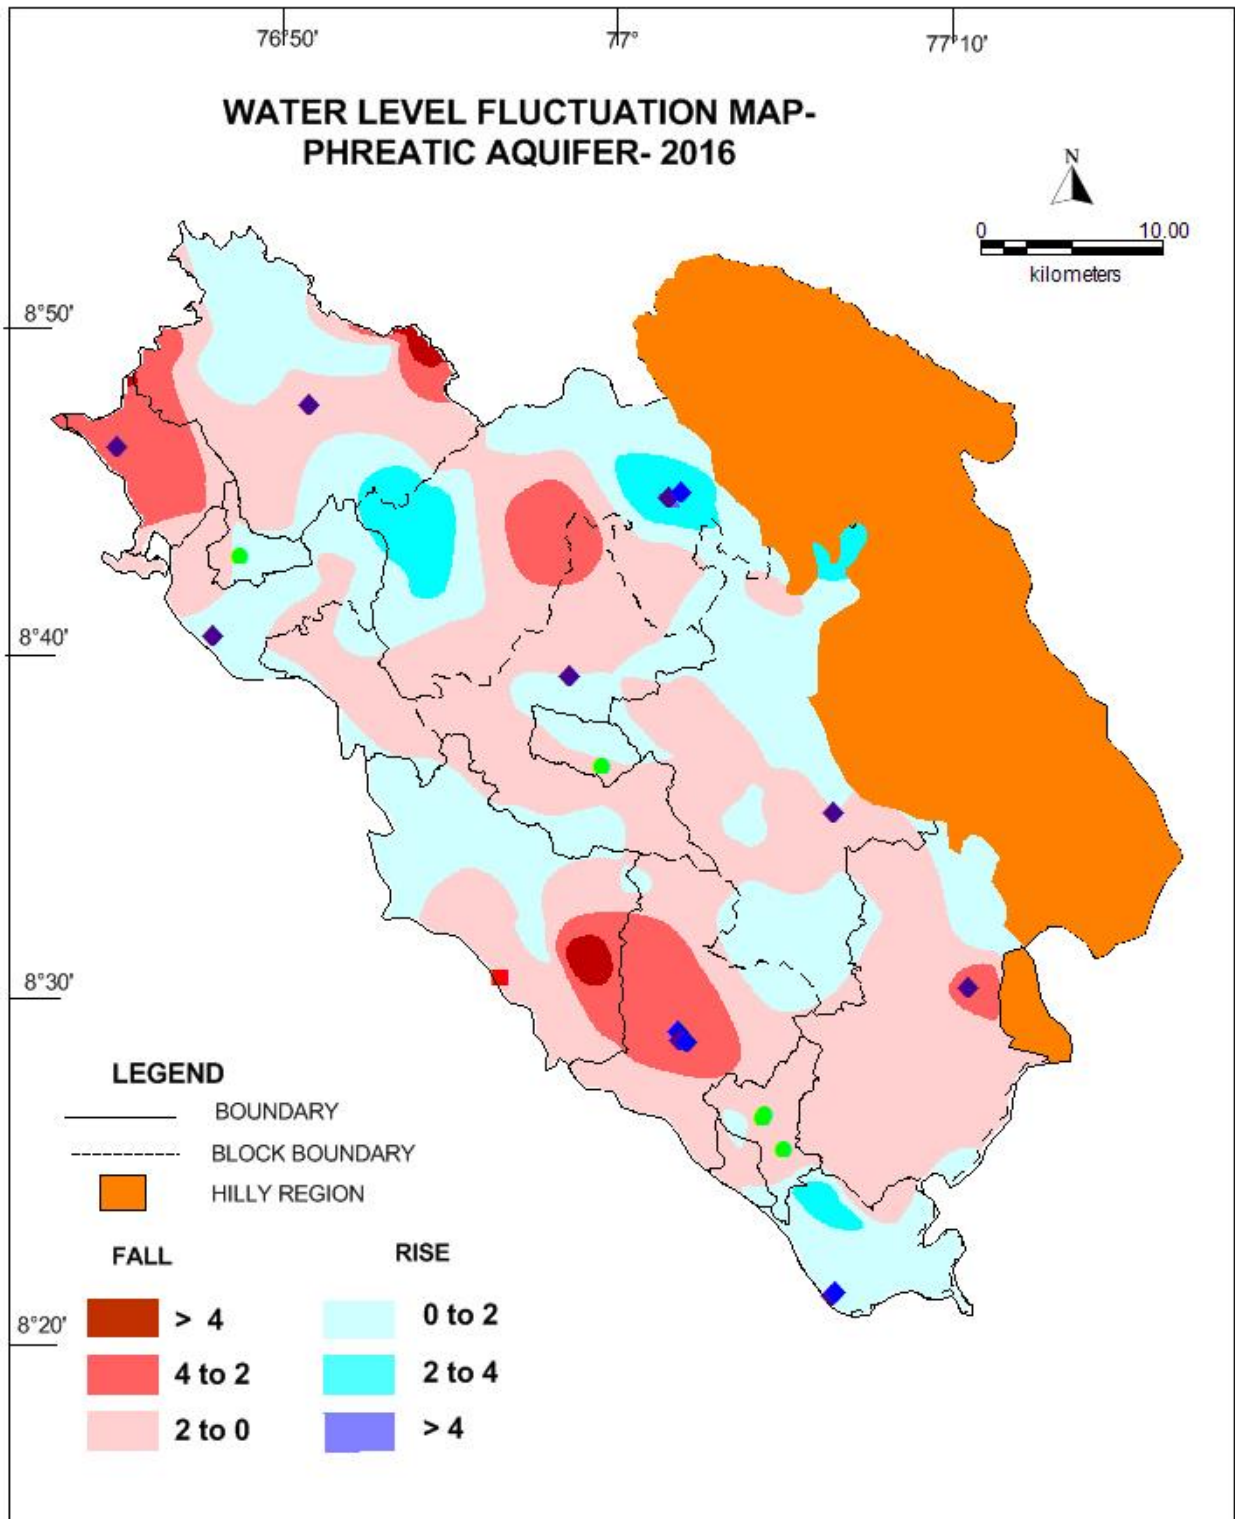 76°50'
77°
77°10'
WATER LEVEL FLUCTUATION MAP-
PHREATIC AQUIFER- 2016
N
0 10.00
kilometers
8°50'
8°40'
8°30'
8°20'
LEGEND
BOUNDARY
BLOCK BOUNDARY
HILLY REGION
FALL RISE
> 4 0 to 2
4 to 2 2 to 4
2 to 0 > 4